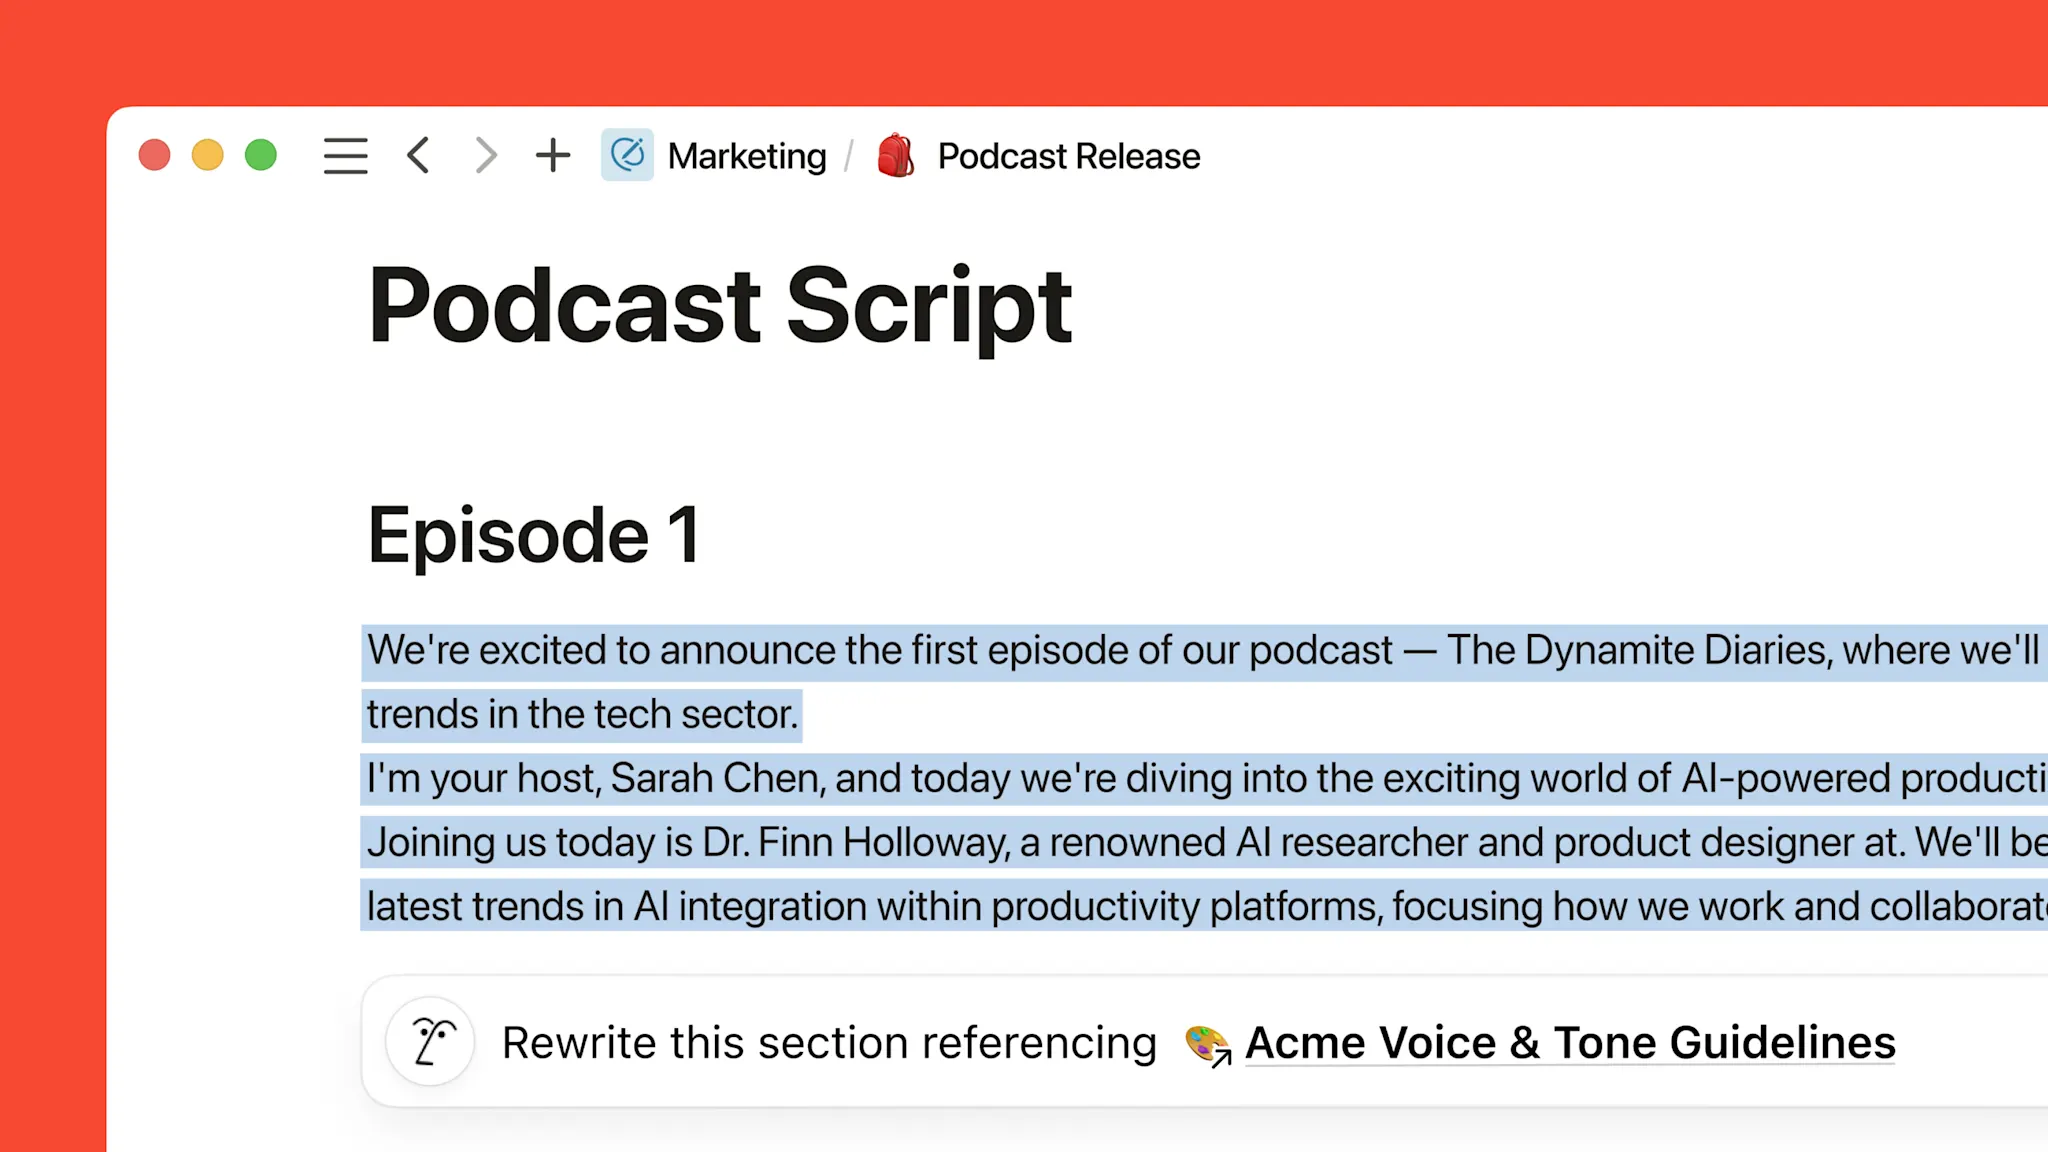 Marketing / Podcast Release
Podcast Script
Episode 1
We're excited to announce the first episode of our podcast — The Dynamite Diaries, where we'll
trends in the tech sector.
I'm your host, Sarah Chen, and today we're diving into the exciting world of AI-powered
Joining us today is Dr. Finn Holloway, a renowned AI researcher and product designer at. We'll
latest trends in AI integration within productivity platforms, focusing how we work and
Rewrite this section referencing Acme Voice & Tone Guidelines